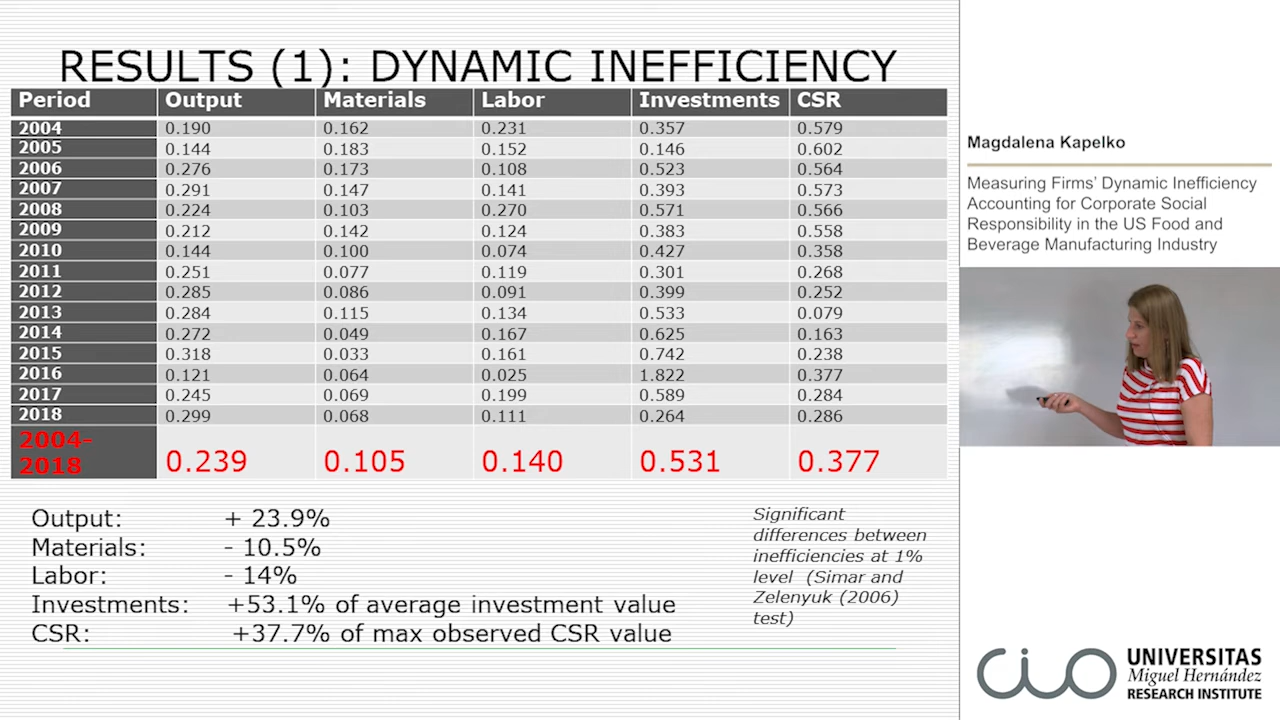 RESULTS (1): DYNAMIC INEFFICIENCY
Period Output Materials Labor Investments CSR
2004 0.190 0.162 0.231 0.357 0.579
2005 0.144 0.183 0.152 0.146 0.602
2006 0.276 0.173 0.108 0.523 0.564
2007 0.291 0.147 0.141 0.393 0.573
2008 0.224 0.103 0.270 0.571 0.566
2009 0.212 0.142 0.124 0.383 0.558
2010 0.144 0.100 0.074 0.427 0.358
2011 0.251 0.077 0.119 0.301 0.268
2012 0.285 0.086 0.091 0.399 0.252
2013 0.284 0.115 0.134 0.533 0.079
2014 0.272 0.049 0.167 0.625 0.163
2015 0.318 0.033 0.161 0.742 0.238
2016 0.121 0.064 0.025 1.822 0.377
2017 0.245 0.069 0.199 0.589 0.284
2018 0.299 0.068 0.111 0.264 0.286
2004-
2018 0.239 0.105 0.140 0.531 0.377
Output: + 23.9%
Materials: - 10.5%
Labor: - 14%
Investments: +53.1% of average investment value
CSR: +37.7% of max observed CSR value
Significant
differences between
inefficiencies at 1%
level (Simar and
Zelenyuk (2006)
test)
Magdalena Kapelko
Measuring Firms' Dynamic Inefficiency
Accounting for Corporate Social
Responsibility in the US Food and
Beverage Manufacturing Industry
CIO
UNIVERSITAS
Miguel Hernández
RESEARCH INSTITUTE